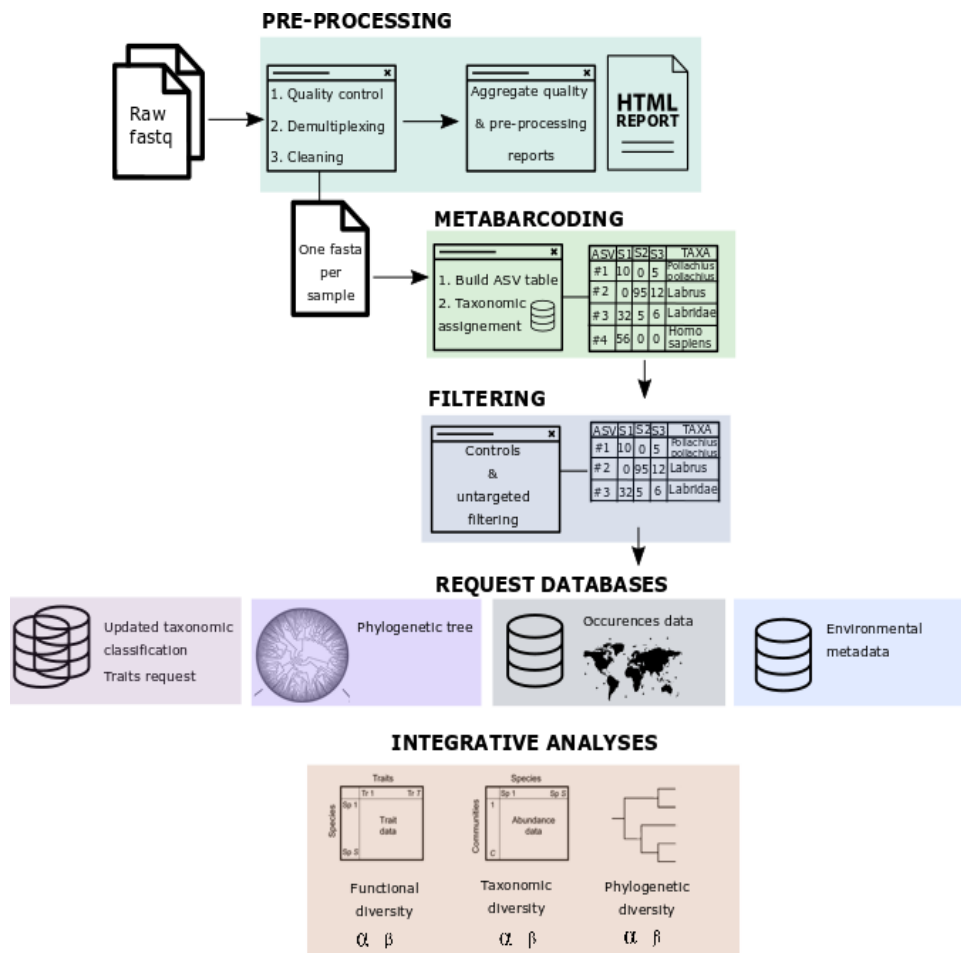 PRE-PROCESSING
Raw
fastq
1. Quality control
2. Demultiplexing
3. Cleaning
Aggregate quality
& pre-processing
reports
HTML
REPORT
One fasta
per
sample
METABARCODING
1. Build ASV table
2. Taxonomic
assignement
ASV S1 S2 S3 TAXA
#1 10 0 5 Pollachius pollachius
#2 0 95 12 Labrus
#3 32 5 6 Labridae
#4 56 0 0 Homo sapiens
FILTERING
Controls
&
untargeted
filtering
ASV S1 S2 S3 TAXA
#1 10 0 5 Pollachius pollachius
#2 0 95 12 Labrus
#3 32 5 6 Labridae
REQUEST DATABASES
Updated taxonomic
classification
Traits request
Phylogenetic tree
Occurences data
Environmental
metadata
INTEGRATIVE ANALYSES
Traits
Tr 1 Tr T
Species
Sp 1
Sp S
Trait
data
Functional
diversity
α β
Species
Sp 1 Sp S
Communities
1
C
Abundance
data
Taxonomic
diversity
α β
Phylogenetic
diversity
α β